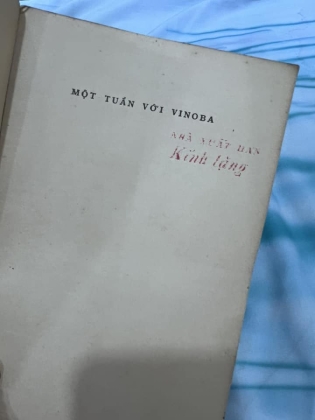 MỘT TUẦN VỚI VINOBA
NHÀ XUẤT BẢN
Kính tặng